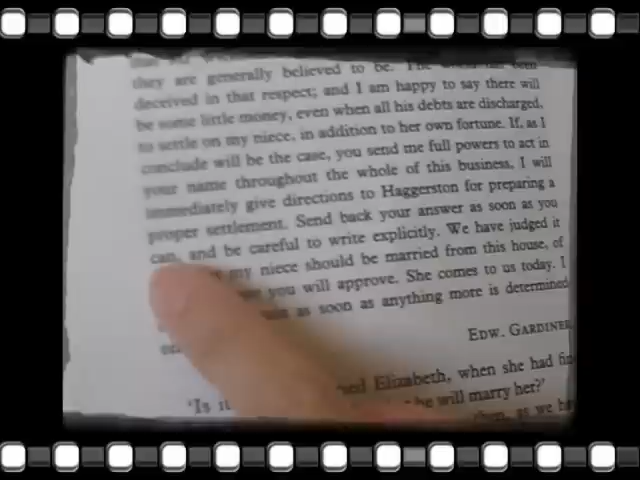 they are generally believed to be. The world has been
deceived in that respect; and I am happy to say there will
be some little money, even when all his debts are discharged,
to settle on my niece, in addition to her own fortune. If, as I
conclude will be the case, you send me full powers to act in
your name throughout the whole of this business, I will
immediately give directions to Haggerston for preparing a
proper settlement. Send back your answer as soon as you
can, and be careful to write explicitly. We have judged it
my niece should be married from this house, of
you will approve. She comes to us today. I
as soon as anything more is determined
EDW. GARDINER
'Is it
Elizabeth, when she had
he will marry her?'
them, as we